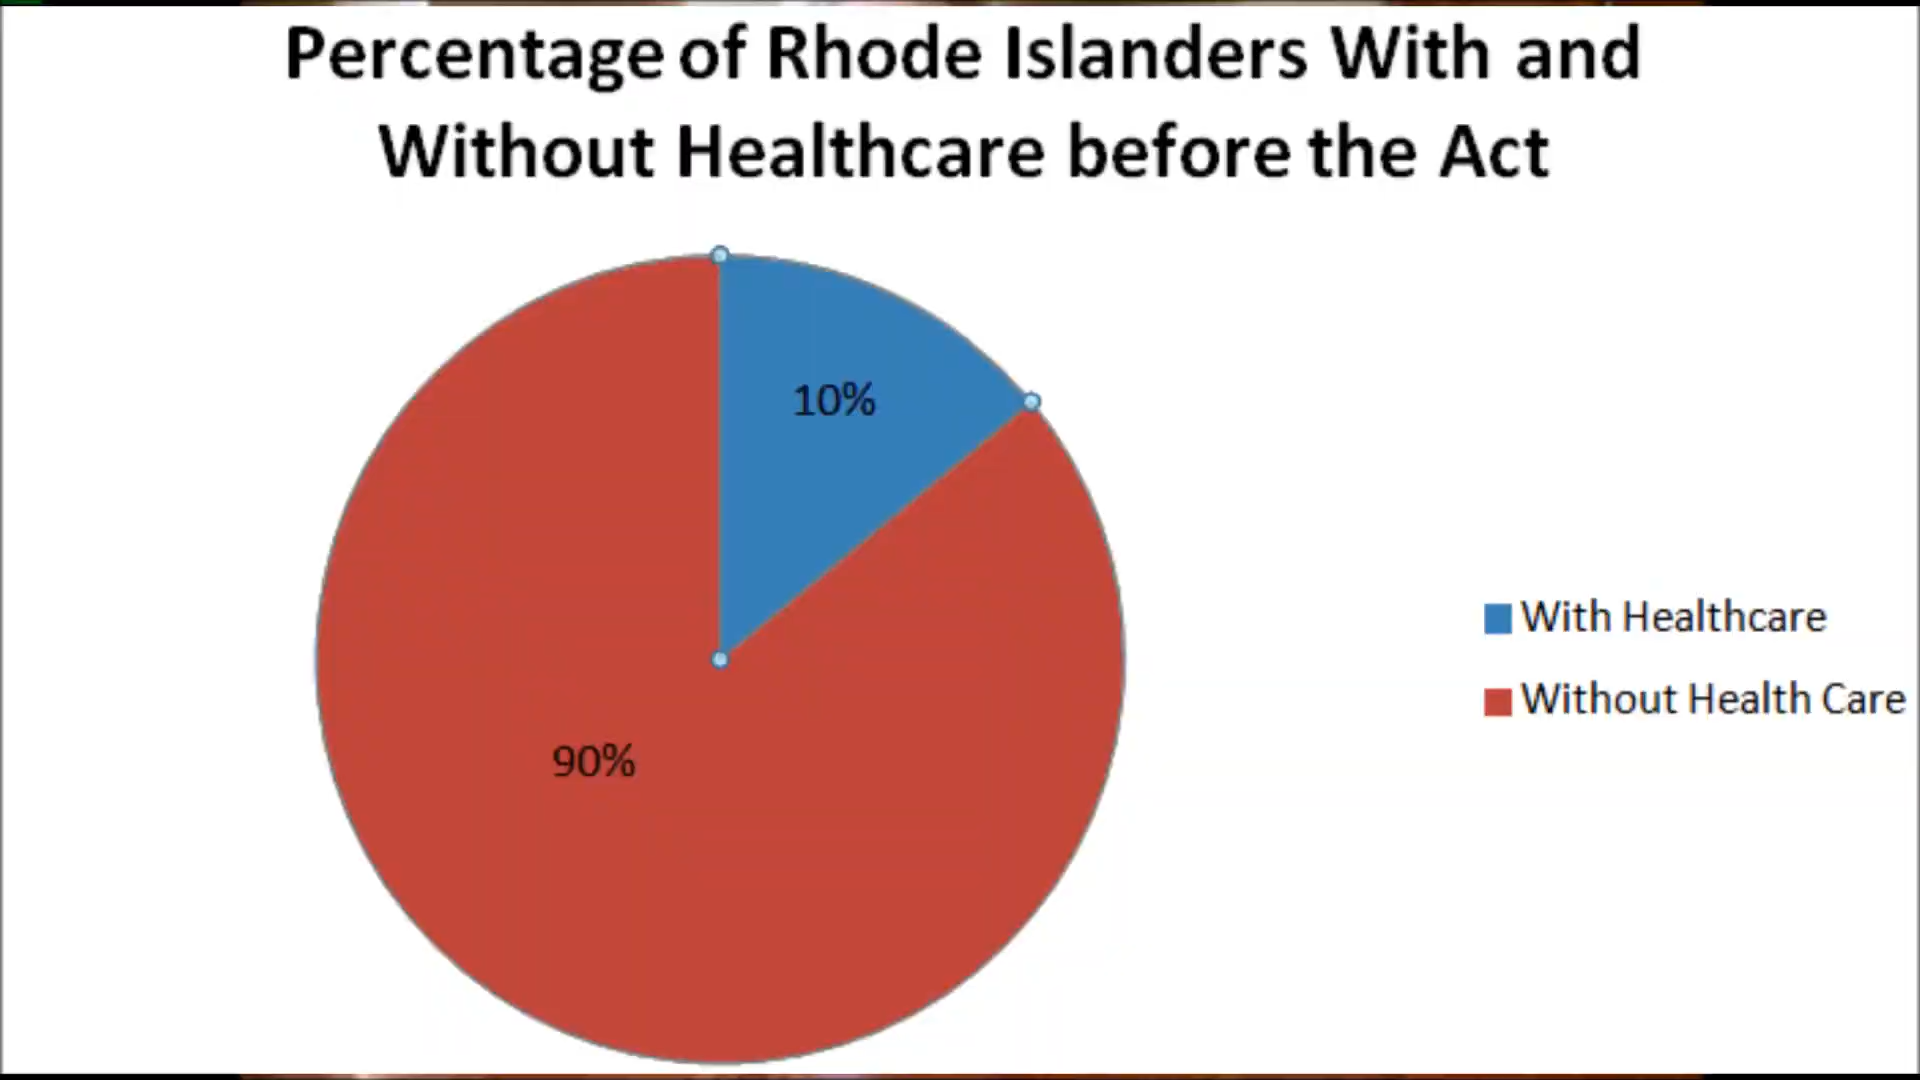 Percentage of Rhode Islanders With and
Without Healthcare before the Act
10%
90%
With Healthcare
Without Health Care